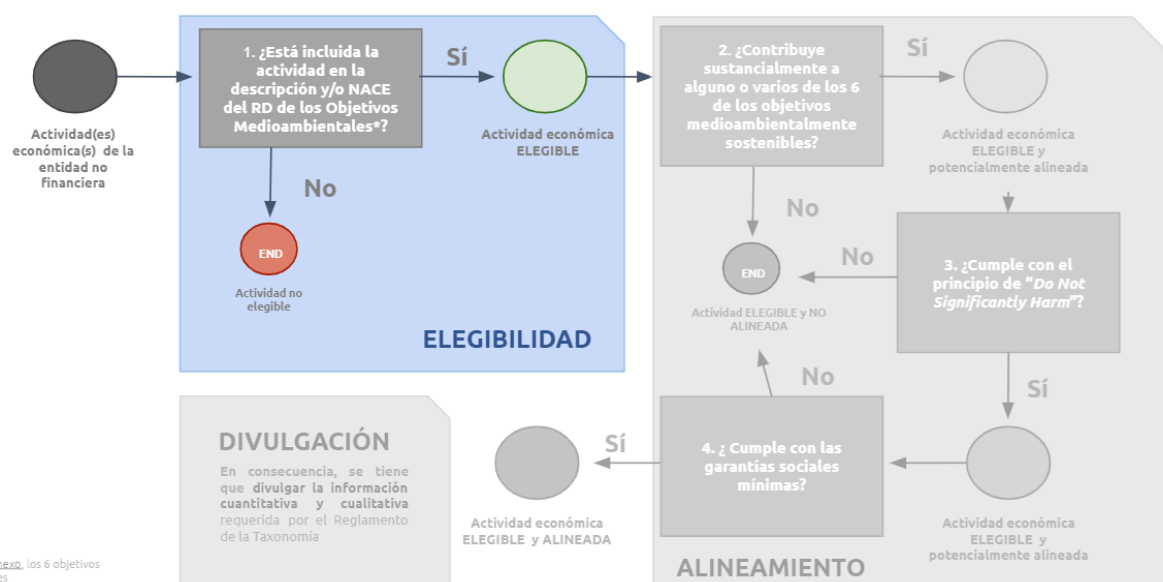 Actividad(es)
económica(s) de la
entidad no
financiera
1. ¿Está incluida la
actividad en la
descripción y/o NACE
del RD de los Objetivos
Medioambientales*?
Sí
Actividad económica
ELEGIBLE
No
END
Actividad no
elegible
ELEGIBILIDAD
2. ¿Contribuye
sustancialmente a
alguno o varios de los 6
de los objetivos
medioambientalmente
sostenibles?
Sí
Actividad económica
ELEGIBLE y
potencialmente alineada
No
END
Actividad ELEGIBLE y NO
ALINEADA
No
3. ¿Cumple con el
principio de "Do Not
Significantly Harm"?
Sí
Actividad económica
ELEGIBLE y
potencialmente alineada
No
4. ¿ Cumple con las
garantías sociales
mínimas?
Sí
Actividad económica
ELEGIBLE y ALINEADA
ALINEAMIENTO
DIVULGACIÓN
En consecuencia, se tiene
que divulgar la información
cuantitativa y cualitativa
requerida por el Reglamento
de la Taxonomía
los 6 objetivos